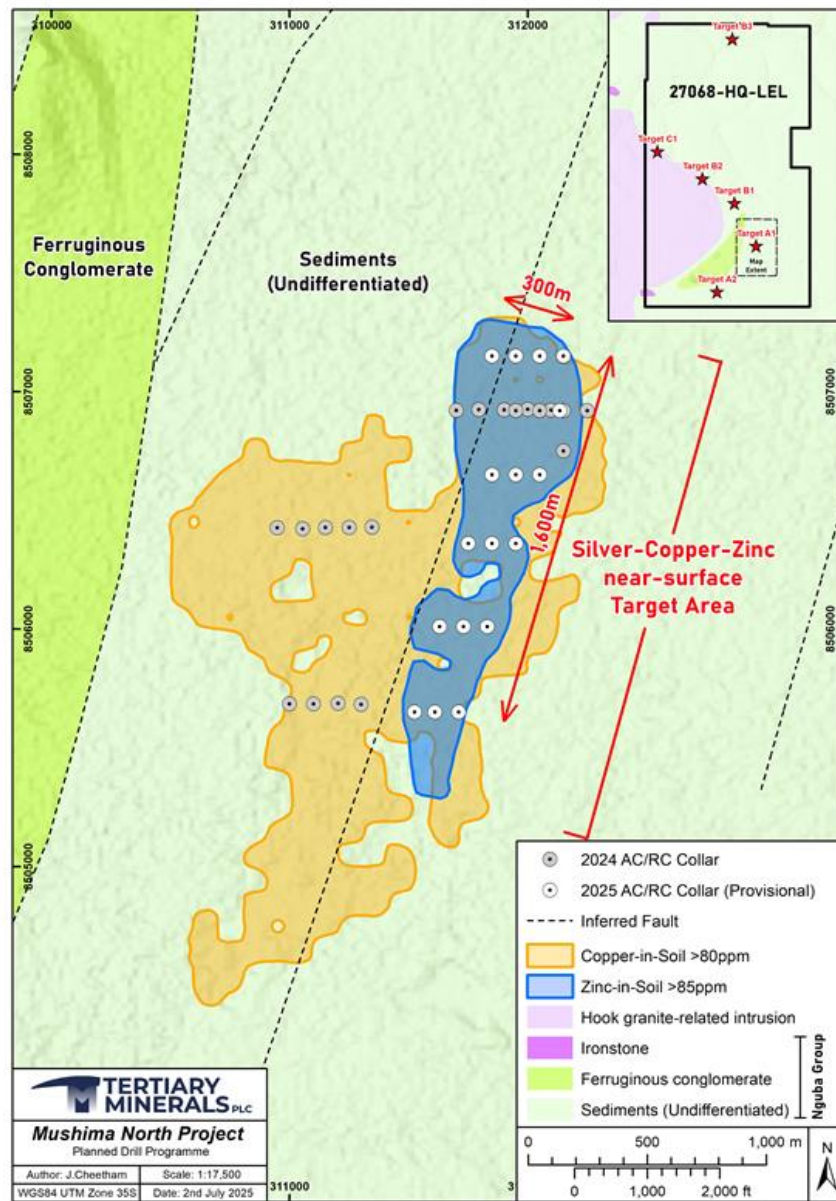 310000
311000
312000
Target B3
27068-HQ-LEL
Target C1
Target B2
Target B1
Target A1
Map
Extent
Target A2
8508000
Ferruginous
Conglomerate
Sediments
(Undifferentiated)
300m
8507000
8507000
1,600m
Silver-Copper-Zinc
near-surface
Target Area
8506000
8506000
8505000
2024 AC/RC Collar
2025 AC/RC Collar (Provisional)
Inferred Fault
Copper-in-Soil >80ppm
Zinc-in-Soil >85ppm
Hook granite-related intrusion
Ironstone
Ferruginous conglomerate
Sediments (Undifferentiated)
Nguba Group
TERTIARY
MINERALS PLC
Mushima North Project
Planned Drill Programme
Author: J.Cheetham
Scale: 1:17,500
WGS84 UTM Zone 35S
Date: 2nd July 2025
311000
0 500 1,000 m
0 1,000 2,000 ft
N